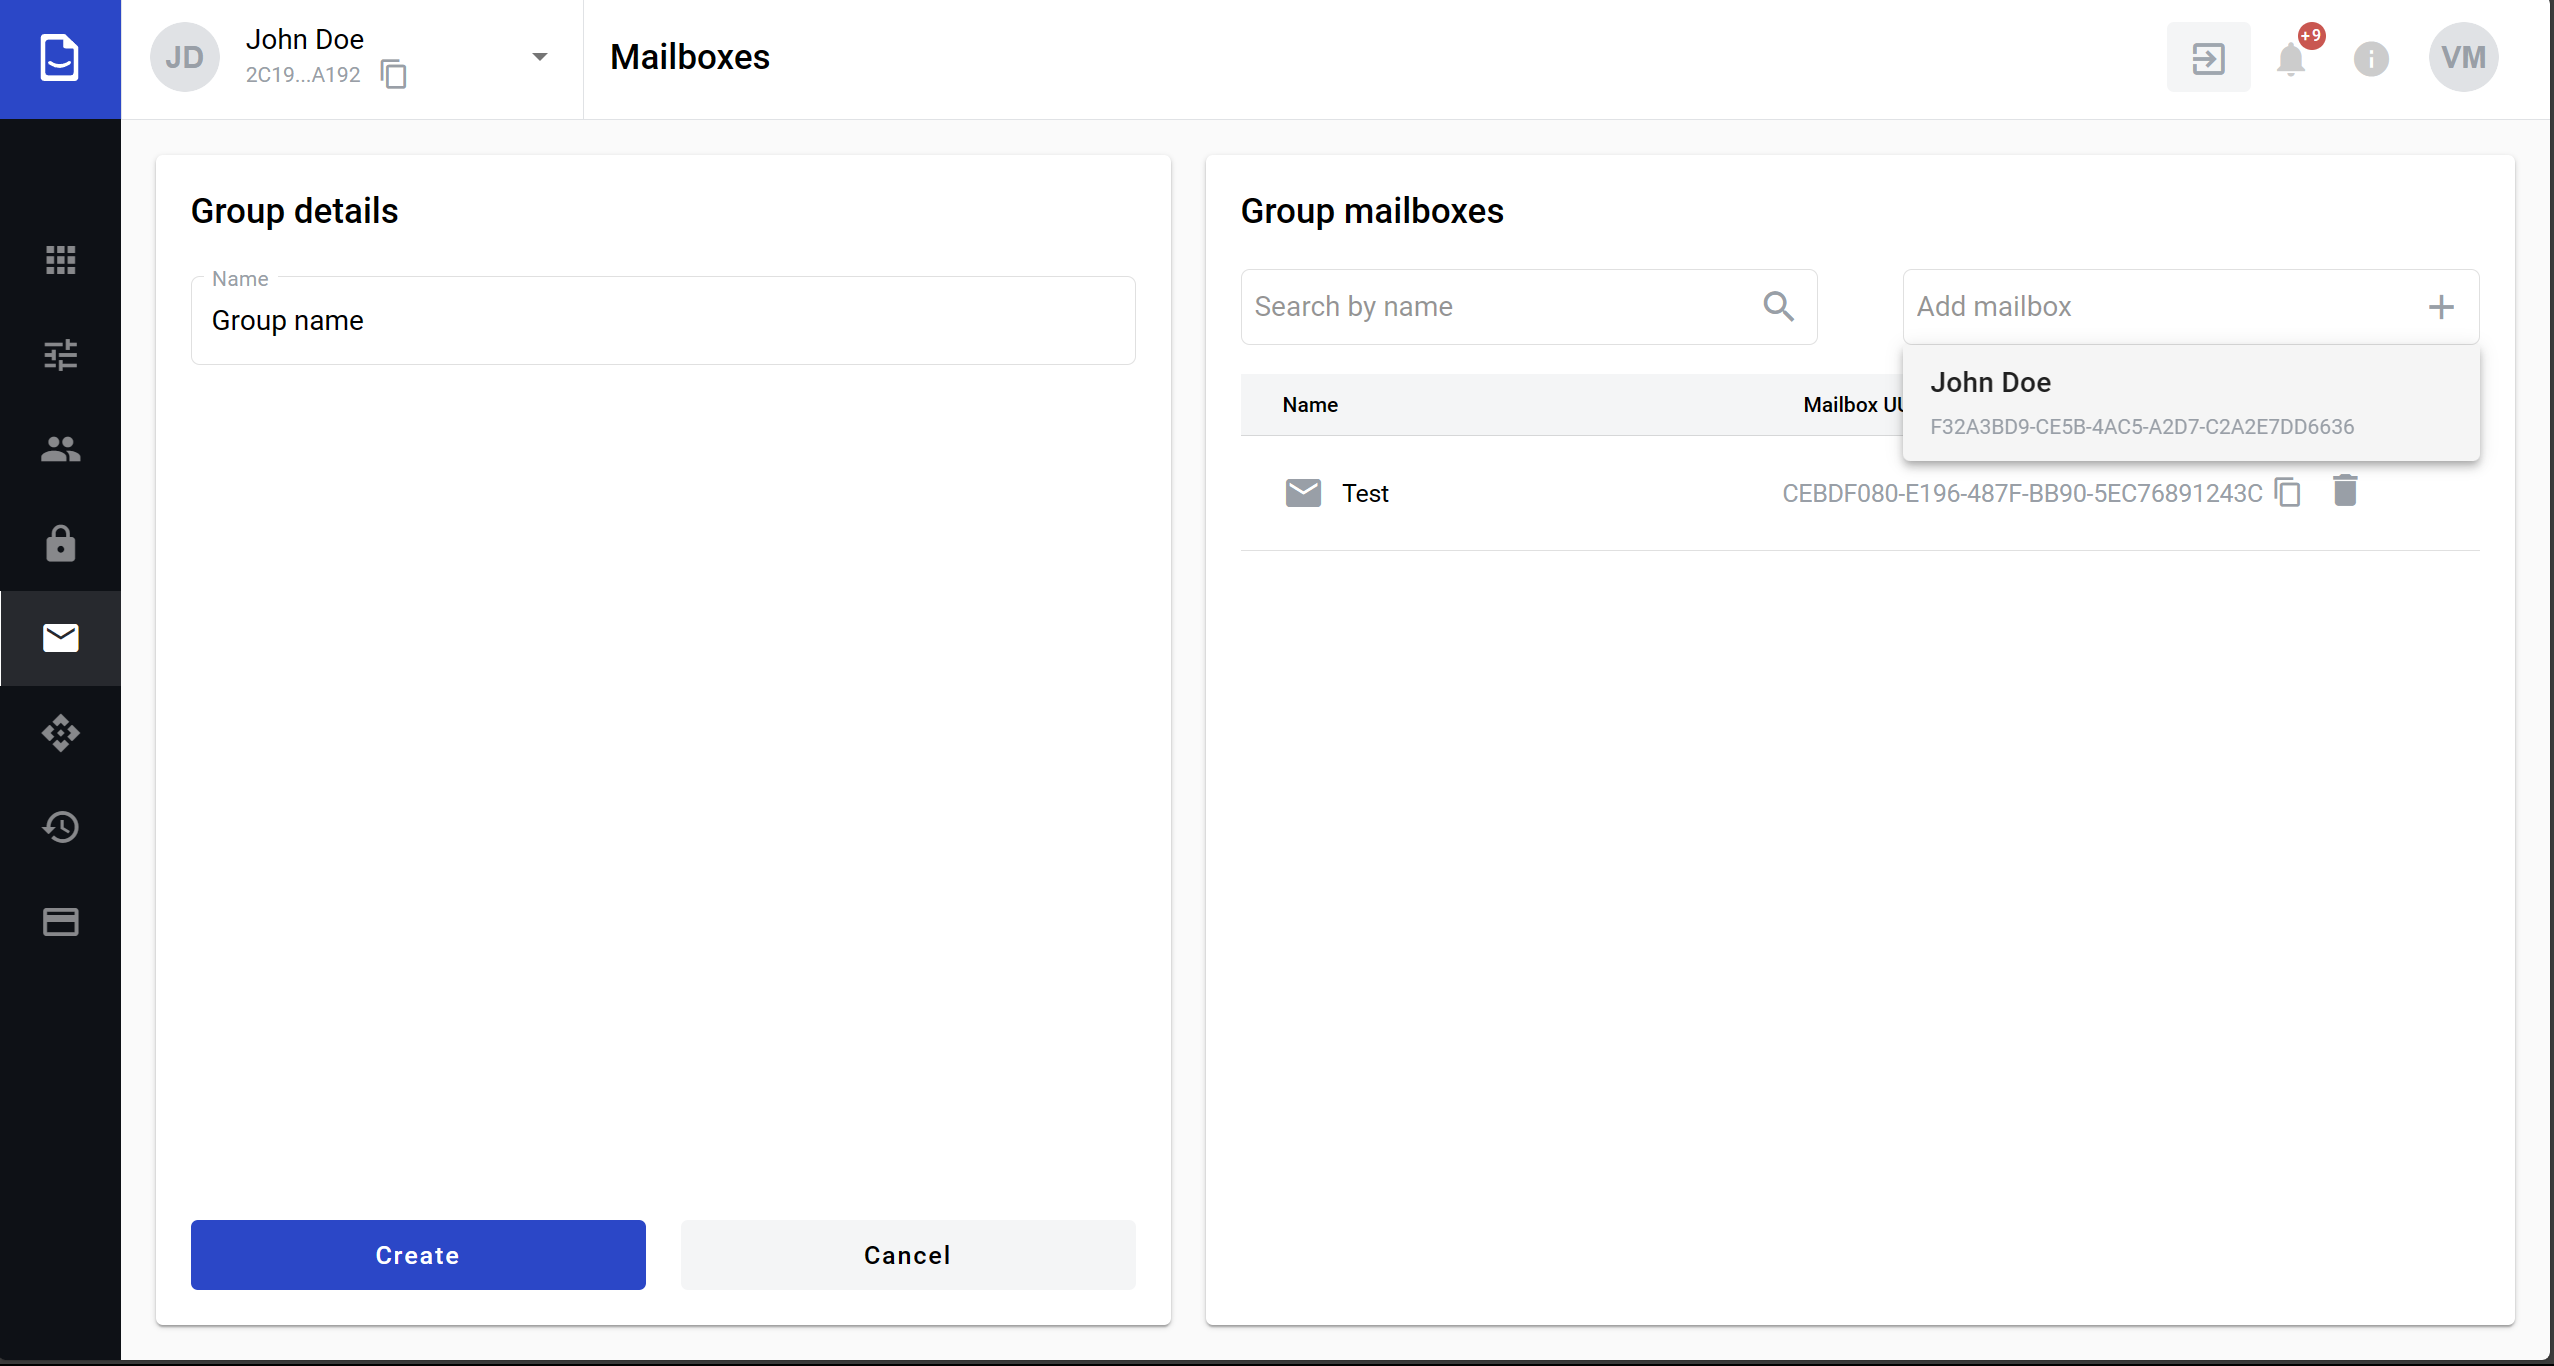 JD
John Doe
2C19...A192
Mailboxes
+9
VM
Group details
Name
Group name
Create
Cancel
Group mailboxes
Search by name
Add mailbox
John Doe
F32A3BD9-CE5B-4AC5-A2D7-C2A2E7DD6636
Name
Mailbox UU
Test
CEBDF080-E196-487F-BB90-5EC76891243C